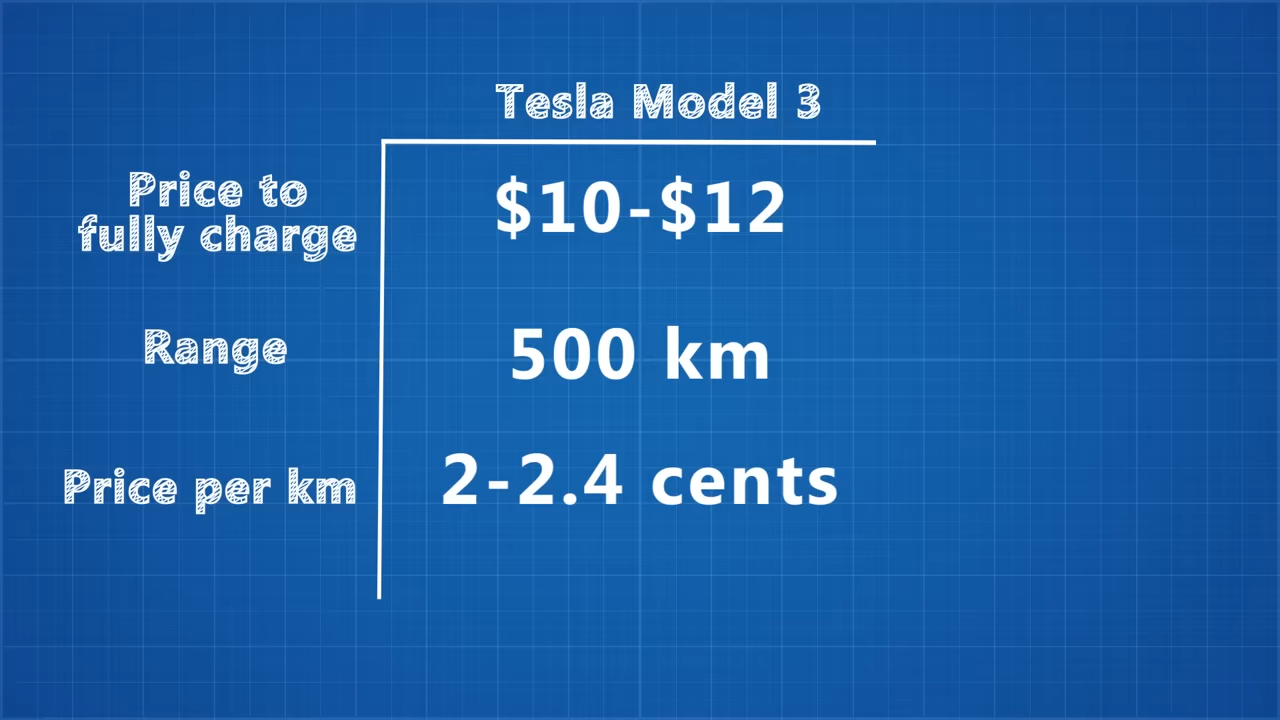 Tesla Model 3
Price to
fully charge
$10-$12
Range
500 km
Price per km
2-2.4 cents